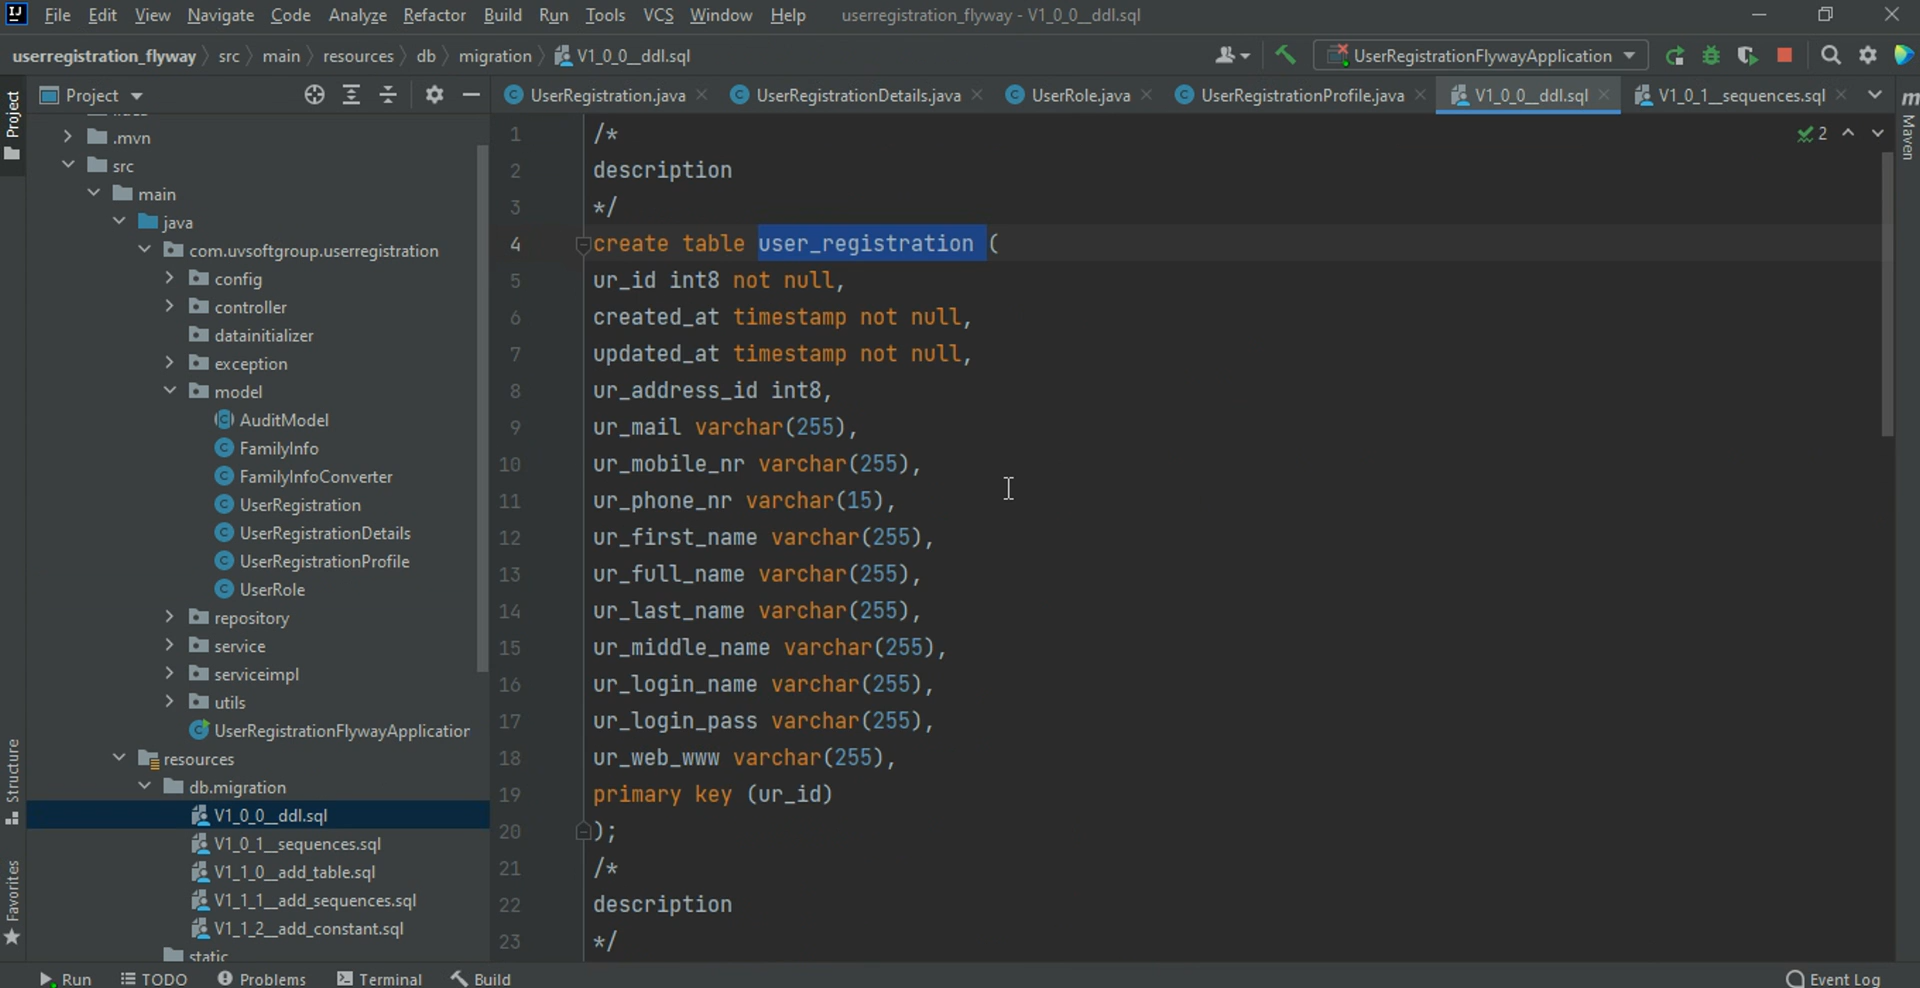 IJ File Edit View Navigate Code Analyze Refactor Build Run Tools VCS Window Help userregistration_flyway - V1_0_0__ddl.sql
userregistration_flyway src main resources db migration V1_0_0__ddl.sql UserRegistrationFlywayApplication
Project UserRegistration.java UserRegistrationDetails.java UserRole.java UserRegistrationProfile.java V1_0_0__ddl.sql V1_0_1__sequences.sql
Project
Structure
Favorites
.mvn
src
main
java
com.uvsoftgroup.userregistration
config
controller
datainitializer
exception
model
AuditModel
FamilyInfo
FamilyInfoConverter
UserRegistration
UserRegistrationDetails
UserRegistrationProfile
UserRole
repository
service
serviceimpl
utils
UserRegistrationFlywayApplication
resources
db.migration
V1_0_0__ddl.sql
V1_0_1__sequences.sql
V1_1_0__add_table.sql
V1_1_1__add_sequences.sql
V1_1_2__add_constant.sql
static
1 /*
2 description
3 */
4 create table user_registration (
5 ur_id int8 not null,
6 created_at timestamp not null,
7 updated_at timestamp not null,
8 ur_address_id int8,
9 ur_mail varchar(255),
10 ur_mobile_nr varchar(255),
11 ur_phone_nr varchar(15),
12 ur_first_name varchar(255),
13 ur_full_name varchar(255),
14 ur_last_name varchar(255),
15 ur_middle_name varchar(255),
16 ur_login_name varchar(255),
17 ur_login_pass varchar(255),
18 ur_web_www varchar(255),
19 primary key (ur_id)
20 );
21 /*
22 description
23 */
2
m
Maven
Run TODO Problems Terminal Build Event Log